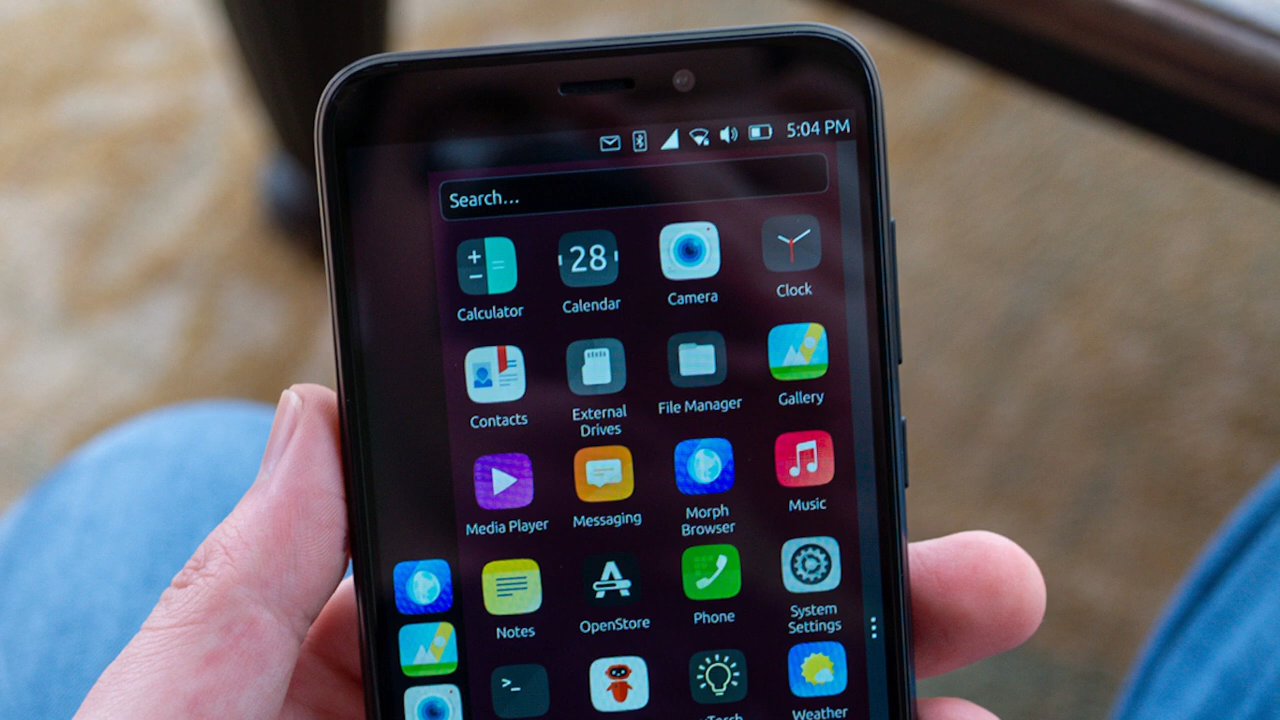 5:04 PM
Search...
28
Calculator
Calendar
Camera
Clock
Contacts
External
Drives
File Manager
Gallery
Media Player
Messaging
Morph
Browser
Music
Notes
OpenStore
Phone
System
Settings
>_
Weather